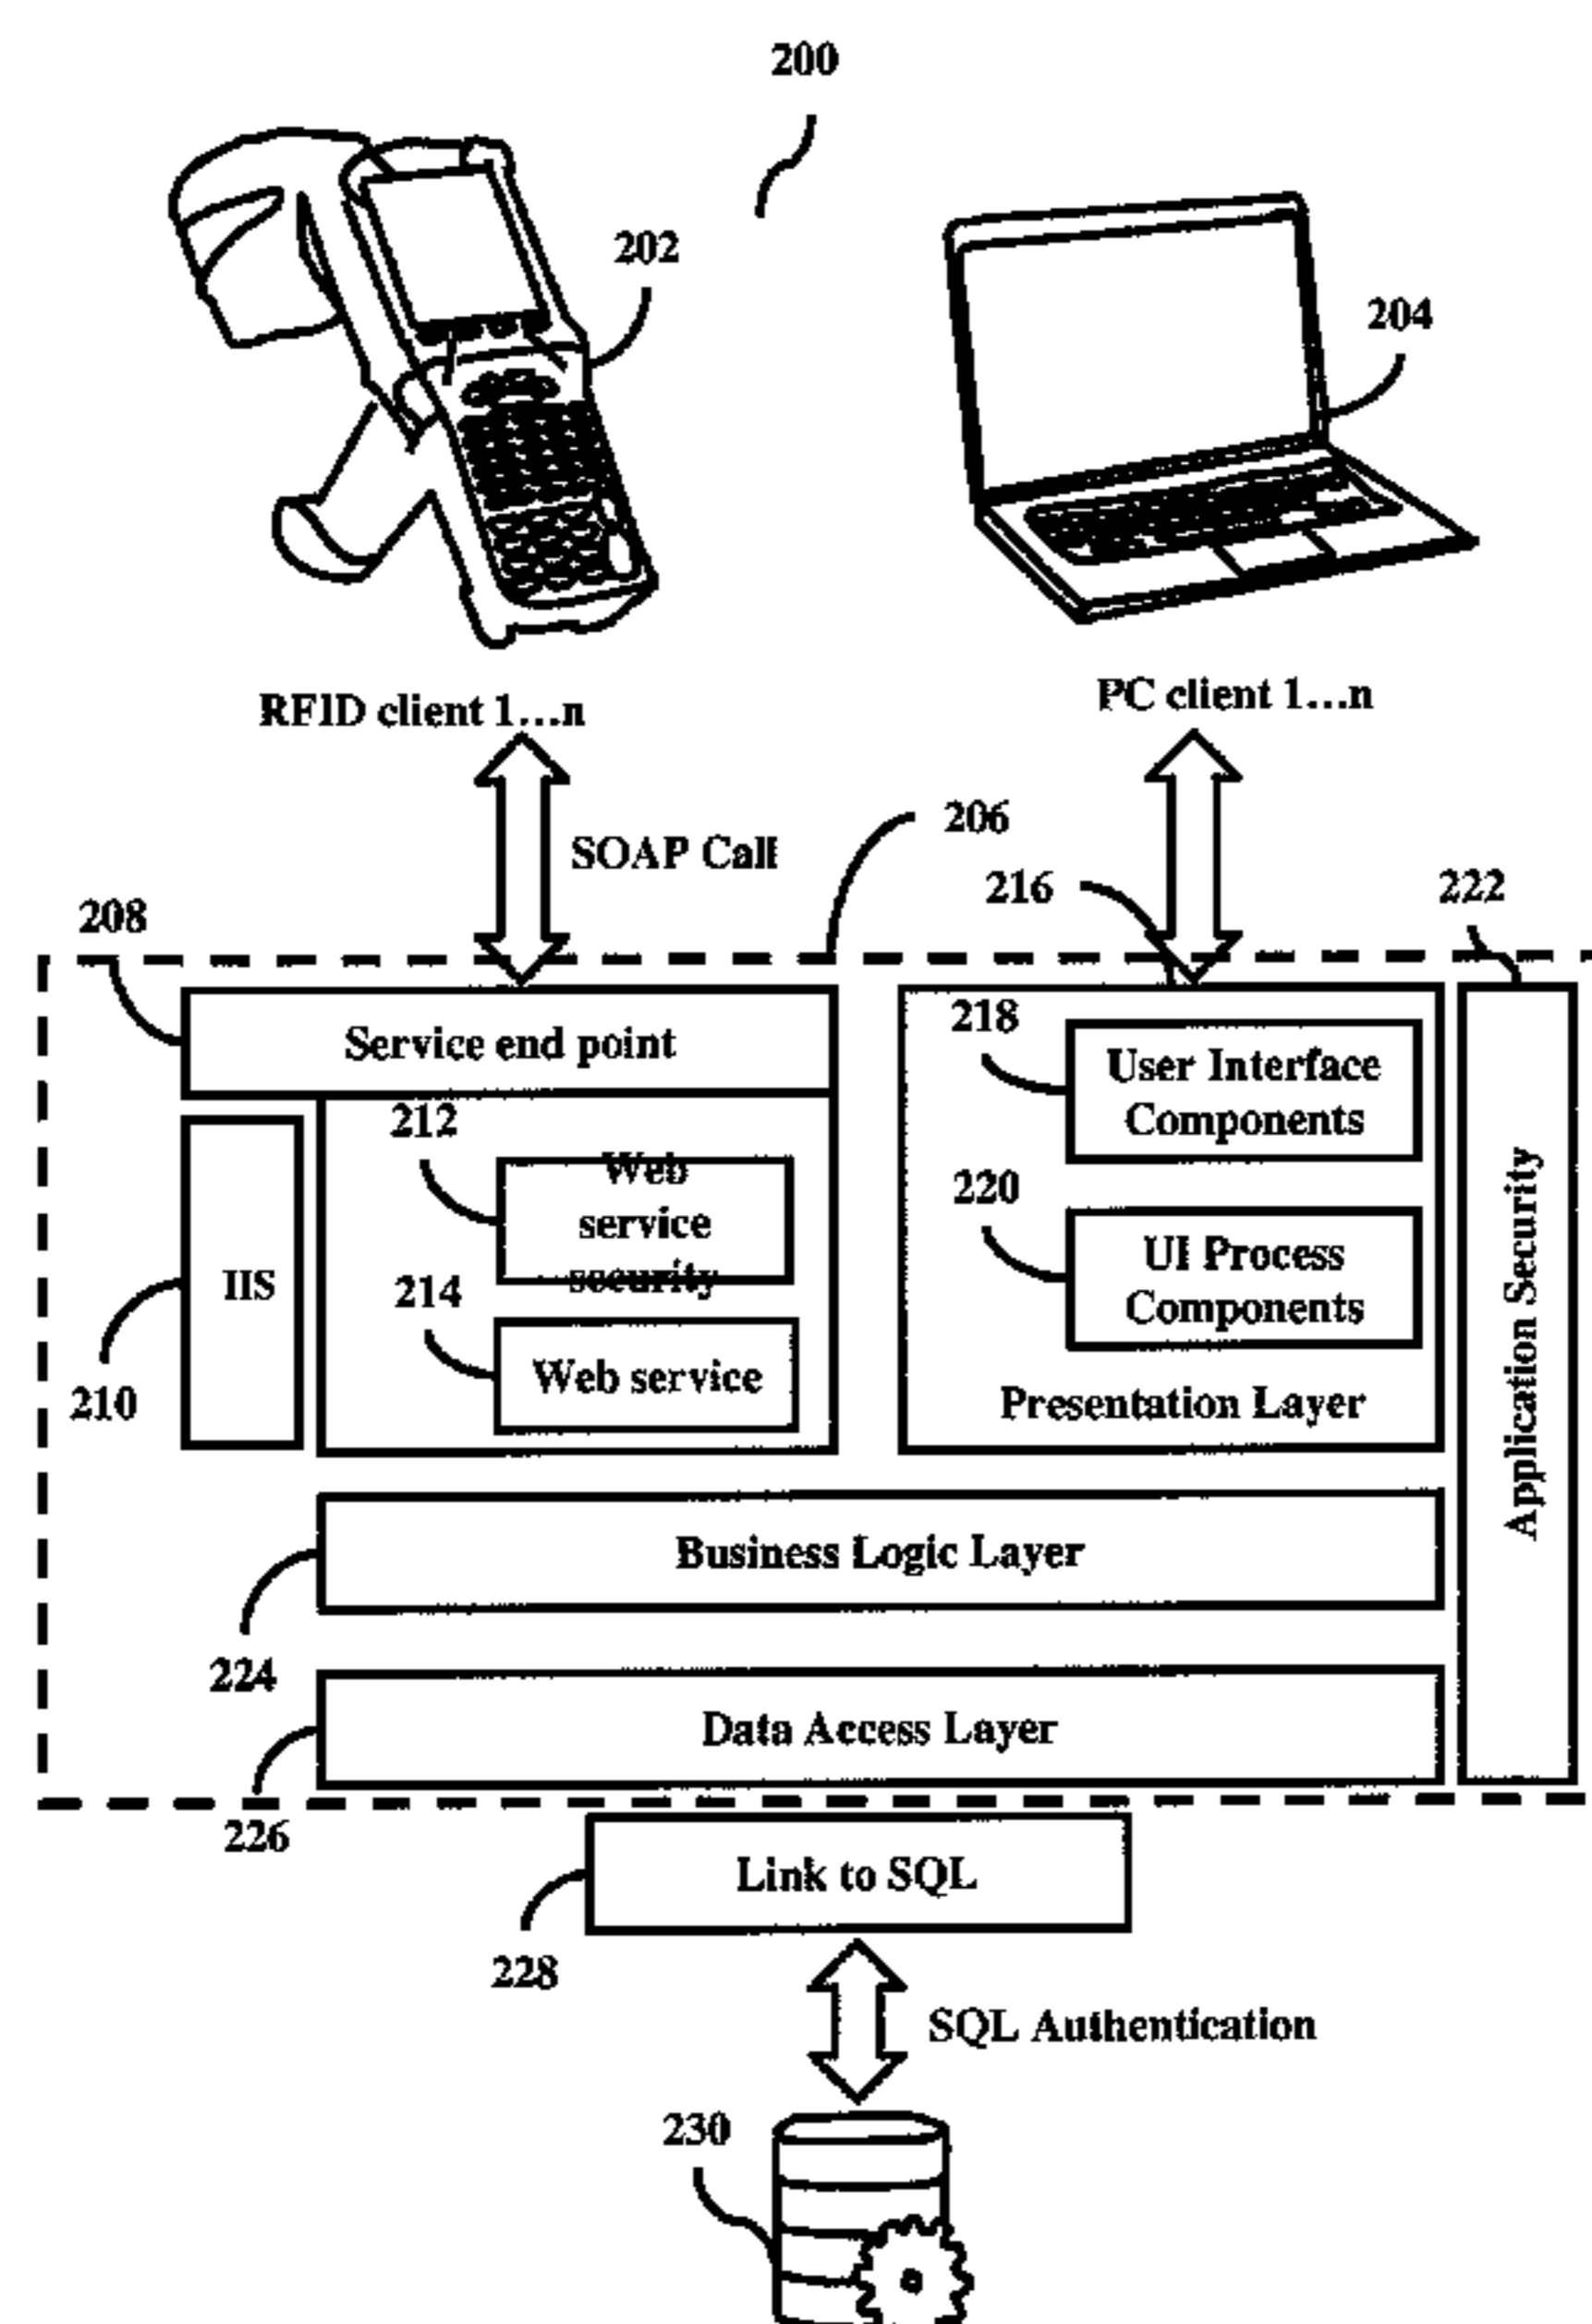 200
202
204
RFID client 1...n
PC client 1...n
SOAP Call
206
216
222
208
Service end point
218
User Interface
Components
212
Web
service
security
220
UI Process
Components
IIS
214
Web service
210
Presentation Layer
Application Security
Business Logic Layer
224
Data Access Layer
226
Link to SQL
228
SQL Authentication
230